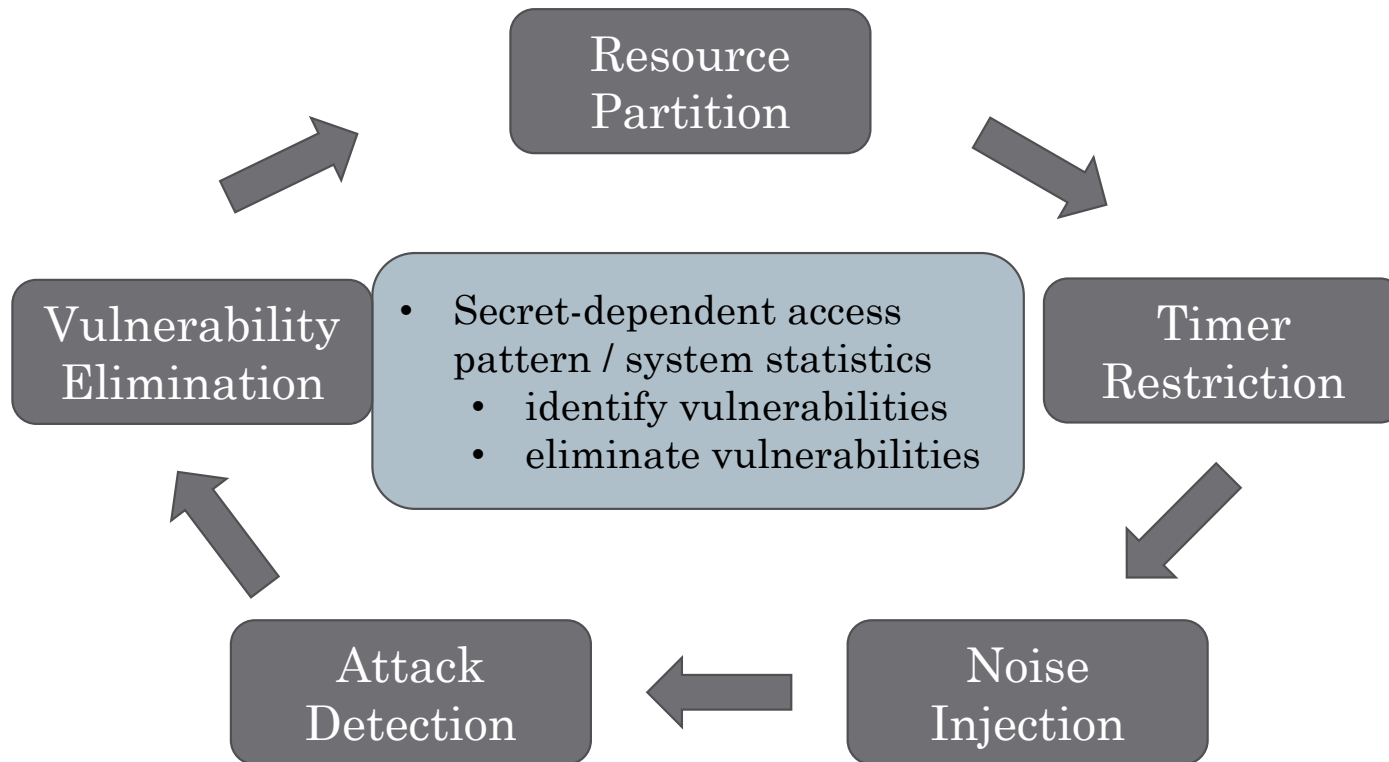 Resource
Partition
Vulnerability
Elimination
• Secret-dependent access
pattern / system statistics
• identify vulnerabilities
• eliminate vulnerabilities
Timer
Restriction
Attack
Detection
Noise
Injection